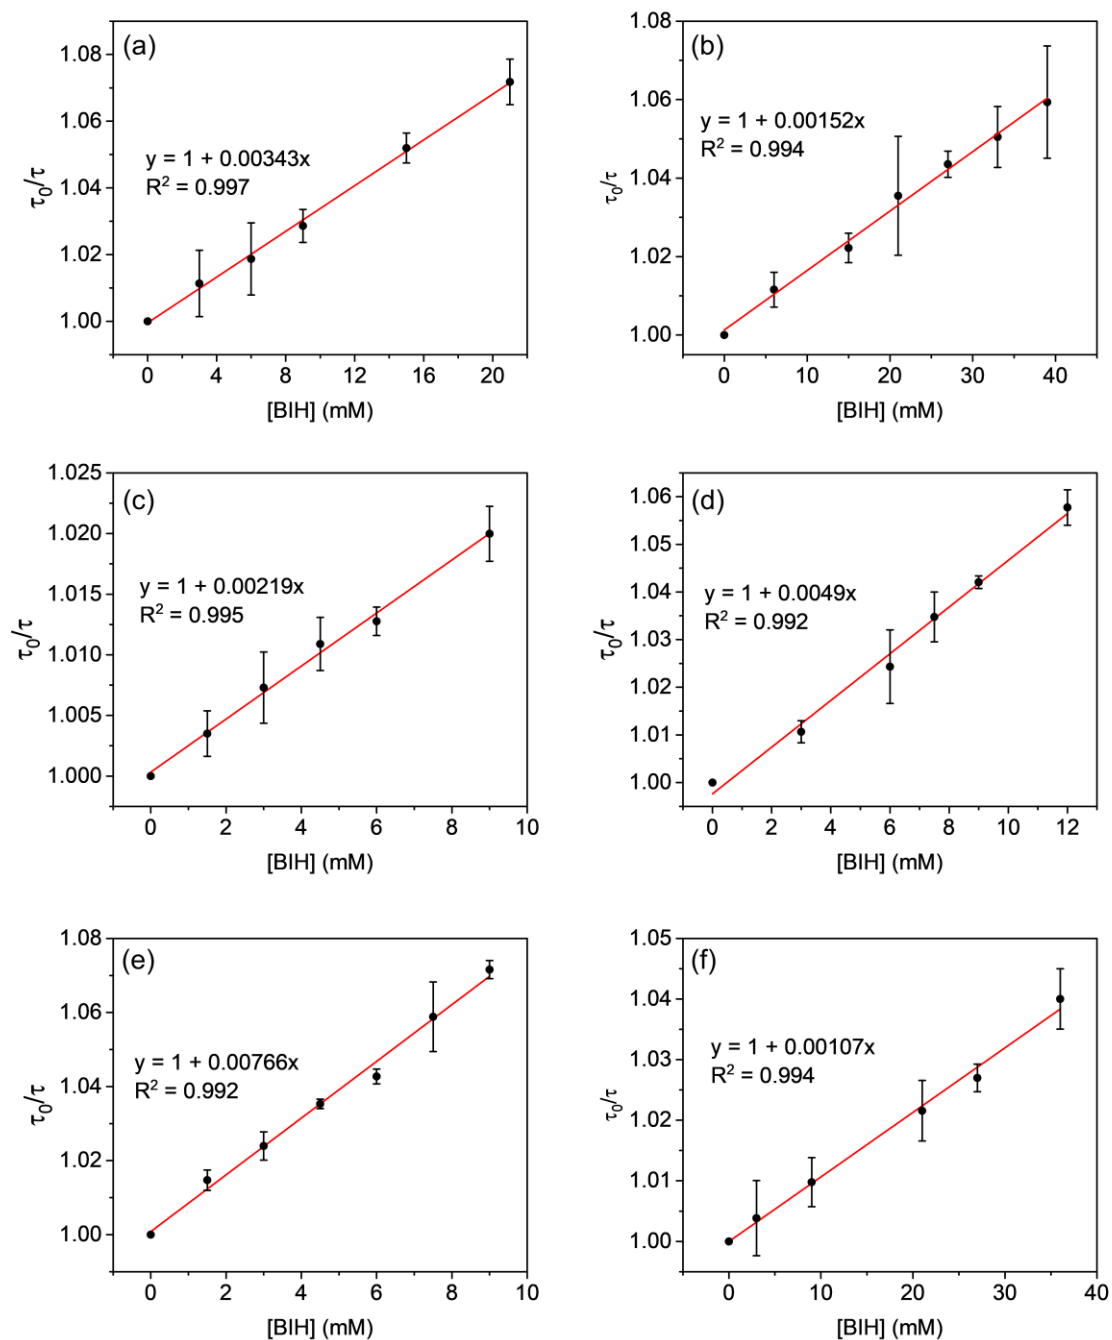 (a)
y = 1 + 0.00343x
R² = 0.997
τ₀/τ
1.08
1.06
1.04
1.02
1.00
0 4 8 12 16 20
[BIH] (mM)
(b)
y = 1 + 0.00152x
R² = 0.994
τ₀/τ
1.08
1.06
1.04
1.02
1.00
0 10 20 30 40
[BIH] (mM)
(c)
y = 1 + 0.00219x
R² = 0.995
τ₀/τ
1.025
1.020
1.015
1.010
1.005
1.000
0 2 4 6 8 10
[BIH] (mM)
(d)
y = 1 + 0.0049x
R² = 0.992
τ₀/τ
1.06
1.05
1.04
1.03
1.02
1.01
1.00
0 2 4 6 8 10 12
[BIH] (mM)
(e)
y = 1 + 0.00766x
R² = 0.992
τ₀/τ
1.08
1.06
1.04
1.02
1.00
0 2 4 6 8 10
[BIH] (mM)
(f)
y = 1 + 0.00107x
R² = 0.994
τ₀/τ
1.05
1.04
1.03
1.02
1.01
1.00
0 10 20 30 40
[BIH] (mM)